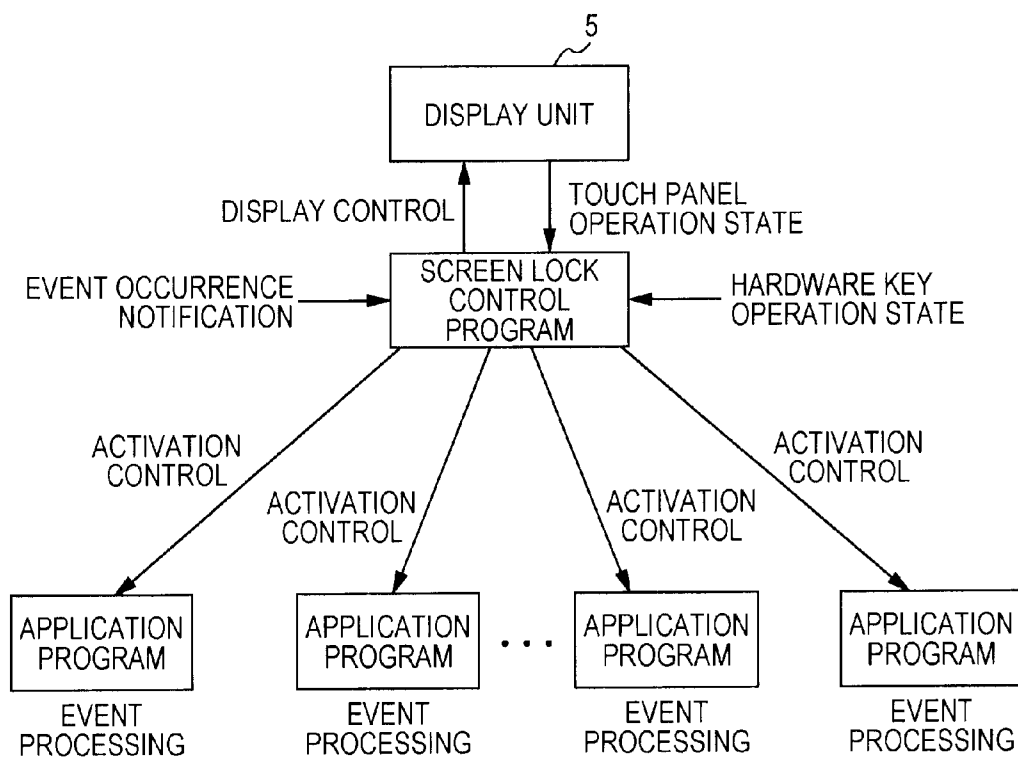 5
DISPLAY UNIT
DISPLAY CONTROL
TOUCH PANEL
OPERATION STATE
EVENT OCCURRENCE
NOTIFICATION
SCREEN LOCK
CONTROL
PROGRAM
HARDWARE KEY
OPERATION STATE
ACTIVATION
CONTROL
ACTIVATION
CONTROL
ACTIVATION
CONTROL
ACTIVATION
CONTROL
APPLICATION
PROGRAM
APPLICATION
PROGRAM
...
APPLICATION
PROGRAM
APPLICATION
PROGRAM
EVENT
PROCESSING
EVENT
PROCESSING
EVENT
PROCESSING
EVENT
PROCESSING